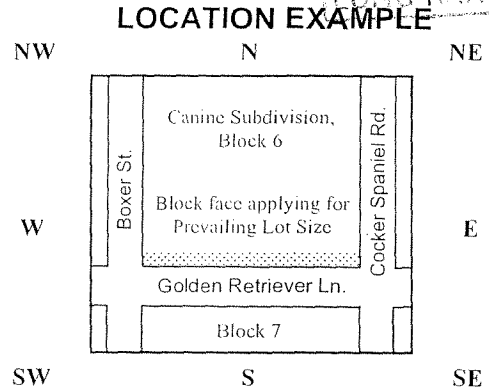 LOCATION EXAMPLE
NW N NE
Canine Subdivision,
Block 6
Boxer St.
Cocker Spaniel Rd.
Block face applying for
Prevailing Lot Size
W E
Golden Retriever Ln.
Block 7
SW S SE